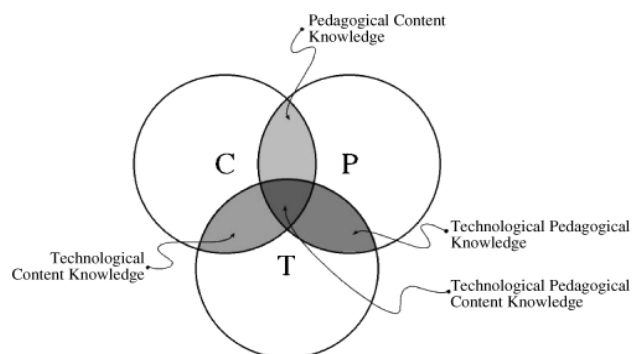 Pedagogical Content
Knowledge
C
P
Technological Pedagogical
Knowledge
Technological
Content Knowledge
T
Technological Pedagogical
Content Knowledge